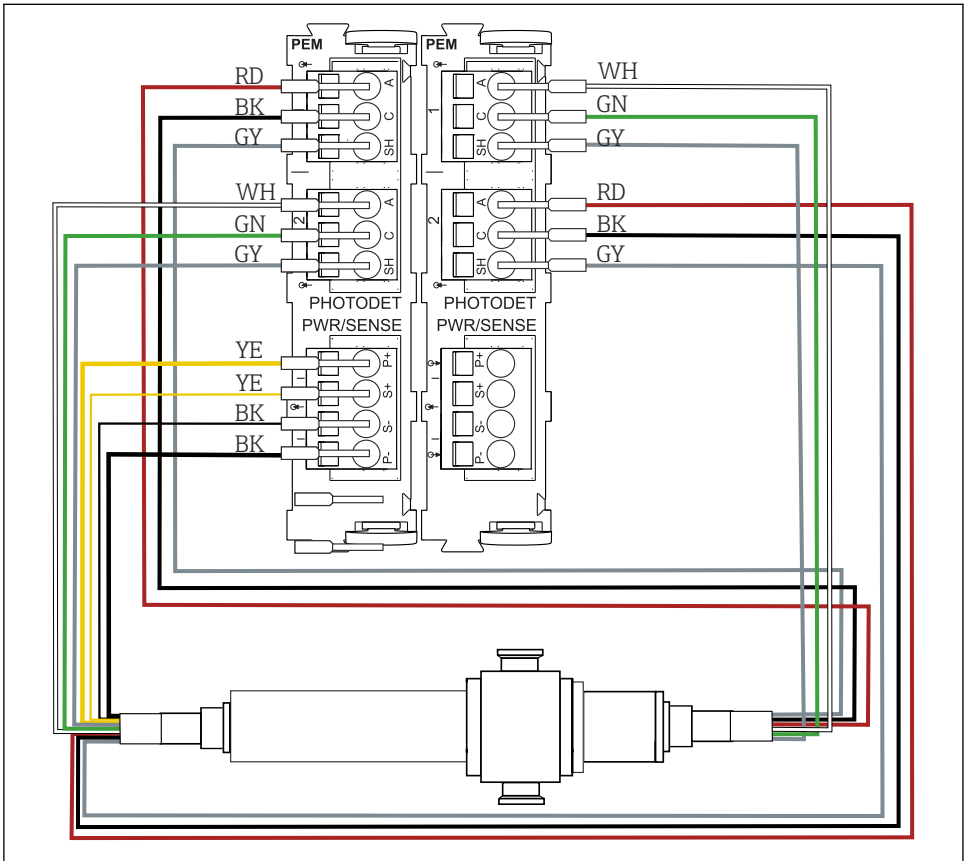 PEM PEM
RD A A WH
BK C 1 C GN
GY SH SH GY
WH A A RD
GN 2 C 2 C BK
GY SH SH GY
PHOTODET PHOTODET
PWR/SENSE PWR/SENSE
YE P+ P+
YE S+ S+
BK S- S-
BK P- P-